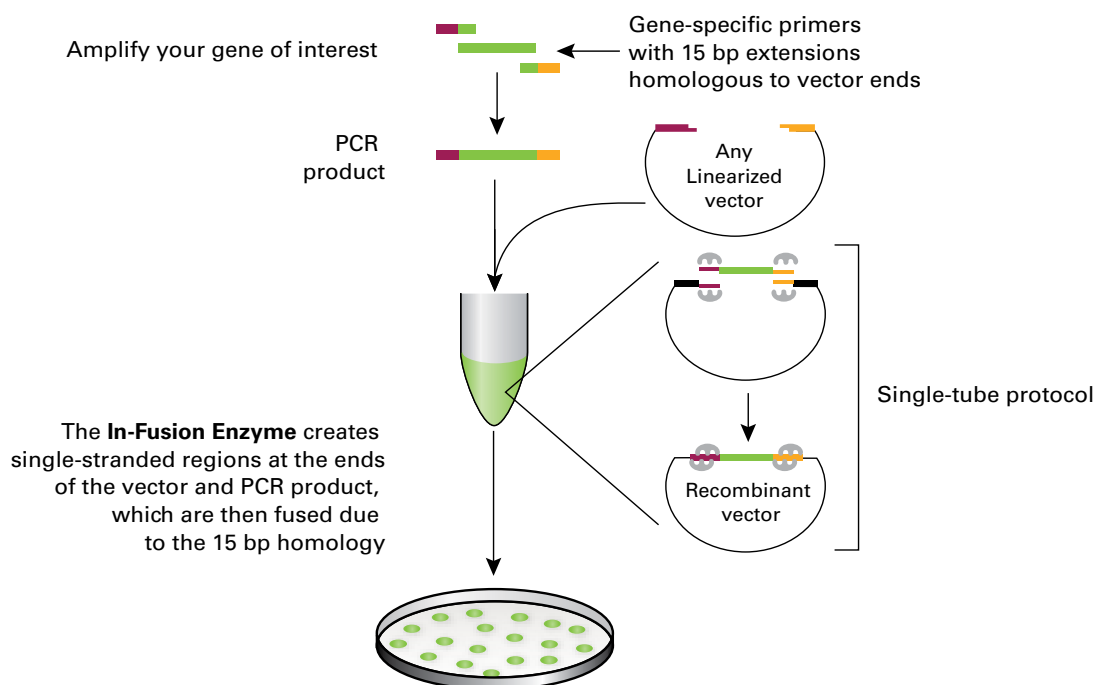 Amplify your gene of interest
Gene-specific primers
with 15 bp extensions
homologous to vector ends
PCR
product
Any
Linearized
vector
Single-tube protocol
The In-Fusion Enzyme creates
single-stranded regions at the ends
of the vector and PCR product,
which are then fused due
to the 15 bp homology
Recombinant
vector